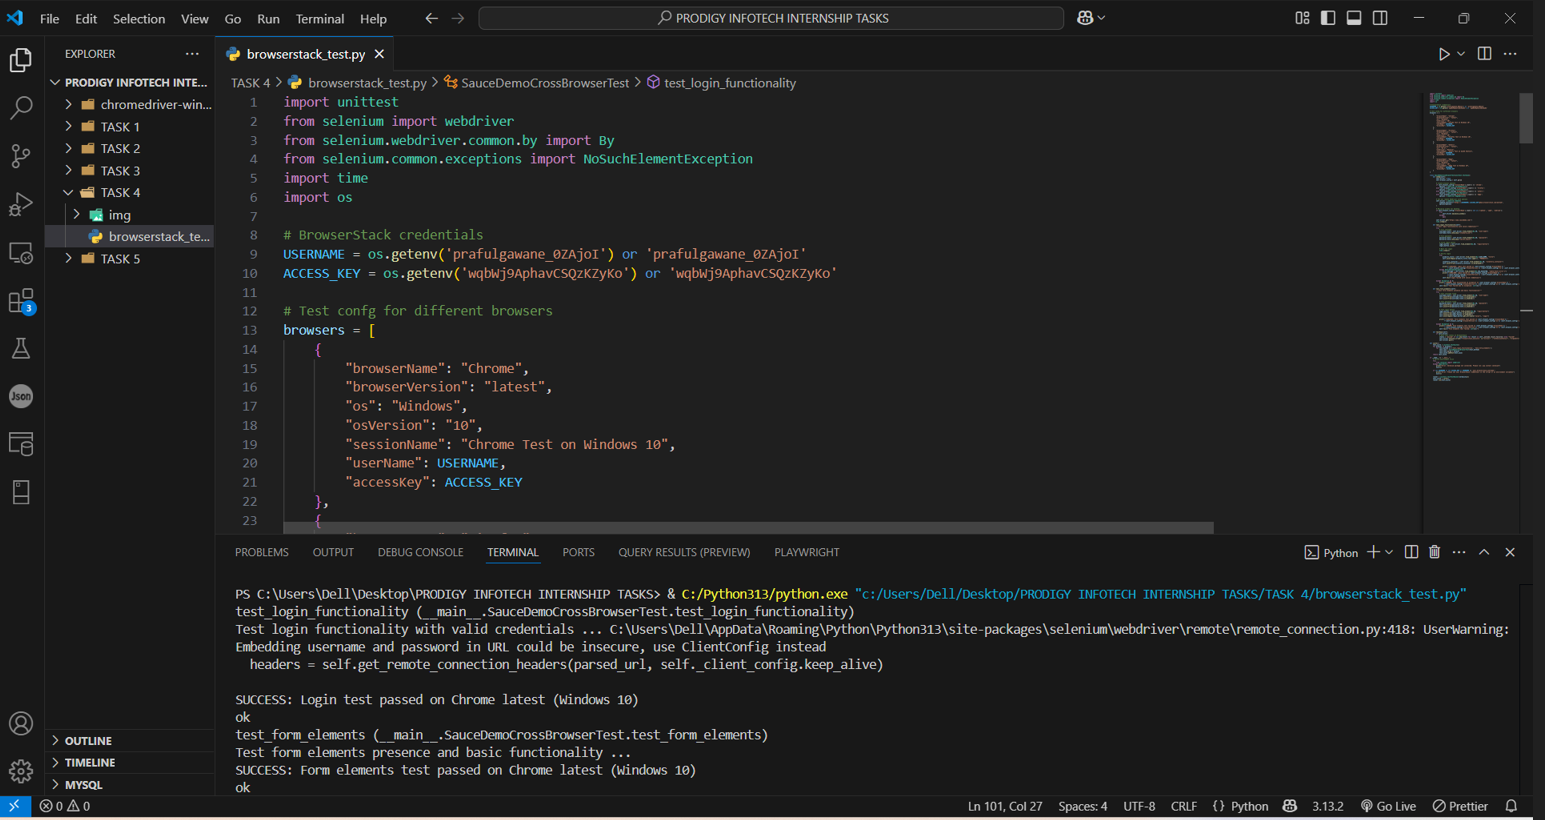 File Edit Selection View Go Run Terminal Help
PRODIGY INFOTECH INTERNSHIP TASKS
EXPLORER
PRODIGY INFOTECH INTE...
chromedriver-win...
TASK 1
TASK 2
TASK 3
TASK 4
img
browserstack_te...
TASK 5
OUTLINE
TIMELINE
MYSQL
3
Json
browserstack_test.py
TASK 4 > browserstack_test.py > SauceDemoCrossBrowserTest > test_login_functionality
1 import unittest
2 from selenium import webdriver
3 from selenium.webdriver.common.by import By
4 from selenium.common.exceptions import NoSuchElementException
5 import time
6 import os
7
8 # BrowserStack credentials
9 USERNAME = os.getenv('prafulgawane_0ZAjoI') or 'prafulgawane_0ZAjoI'
10 ACCESS_KEY = os.getenv('wqbWj9AphavCSQzKZyKo') or 'wqbWj9AphavCSQzKZyKo'
11
12 # Test confg for different browsers
13 browsers = [
14 {
15 "browserName": "Chrome",
16 "browserVersion": "latest",
17 "os": "Windows",
18 "osVersion": "10",
19 "sessionName": "Chrome Test on Windows 10",
20 "userName": USERNAME,
21 "accessKey": ACCESS_KEY
22 },
23 {
PROBLEMS OUTPUT DEBUG CONSOLE TERMINAL PORTS QUERY RESULTS (PREVIEW) PLAYWRIGHT
Python
PS C:\Users\Dell\Desktop\PRODIGY INFOTECH INTERNSHIP TASKS> & C:/Python313/python.exe "c:/Users/Dell/Desktop/PRODIGY INFOTECH INTERNSHIP TASKS/TASK 4/browserstack_test.py"
test_login_functionality (__main__.SauceDemoCrossBrowserTest.test_login_functionality)
Test login functionality with valid credentials ... C:\Users\Dell\AppData\Roaming\Python\Python313\site-packages\selenium\webdriver\remote\remote_connection.py:418: UserWarning:
Embedding username and password in URL could be insecure, use ClientConfig instead
headers = self.get_remote_connection_headers(parsed_url, self._client_config.keep_alive)
SUCCESS: Login test passed on Chrome latest (Windows 10)
ok
test_form_elements (__main__.SauceDemoCrossBrowserTest.test_form_elements)
Test form elements presence and basic functionality ...
SUCCESS: Form elements test passed on Chrome latest (Windows 10)
ok
0 0
Ln 101, Col 27 Spaces: 4 UTF-8 CRLF {} Python 3.13.2 Go Live Prettier